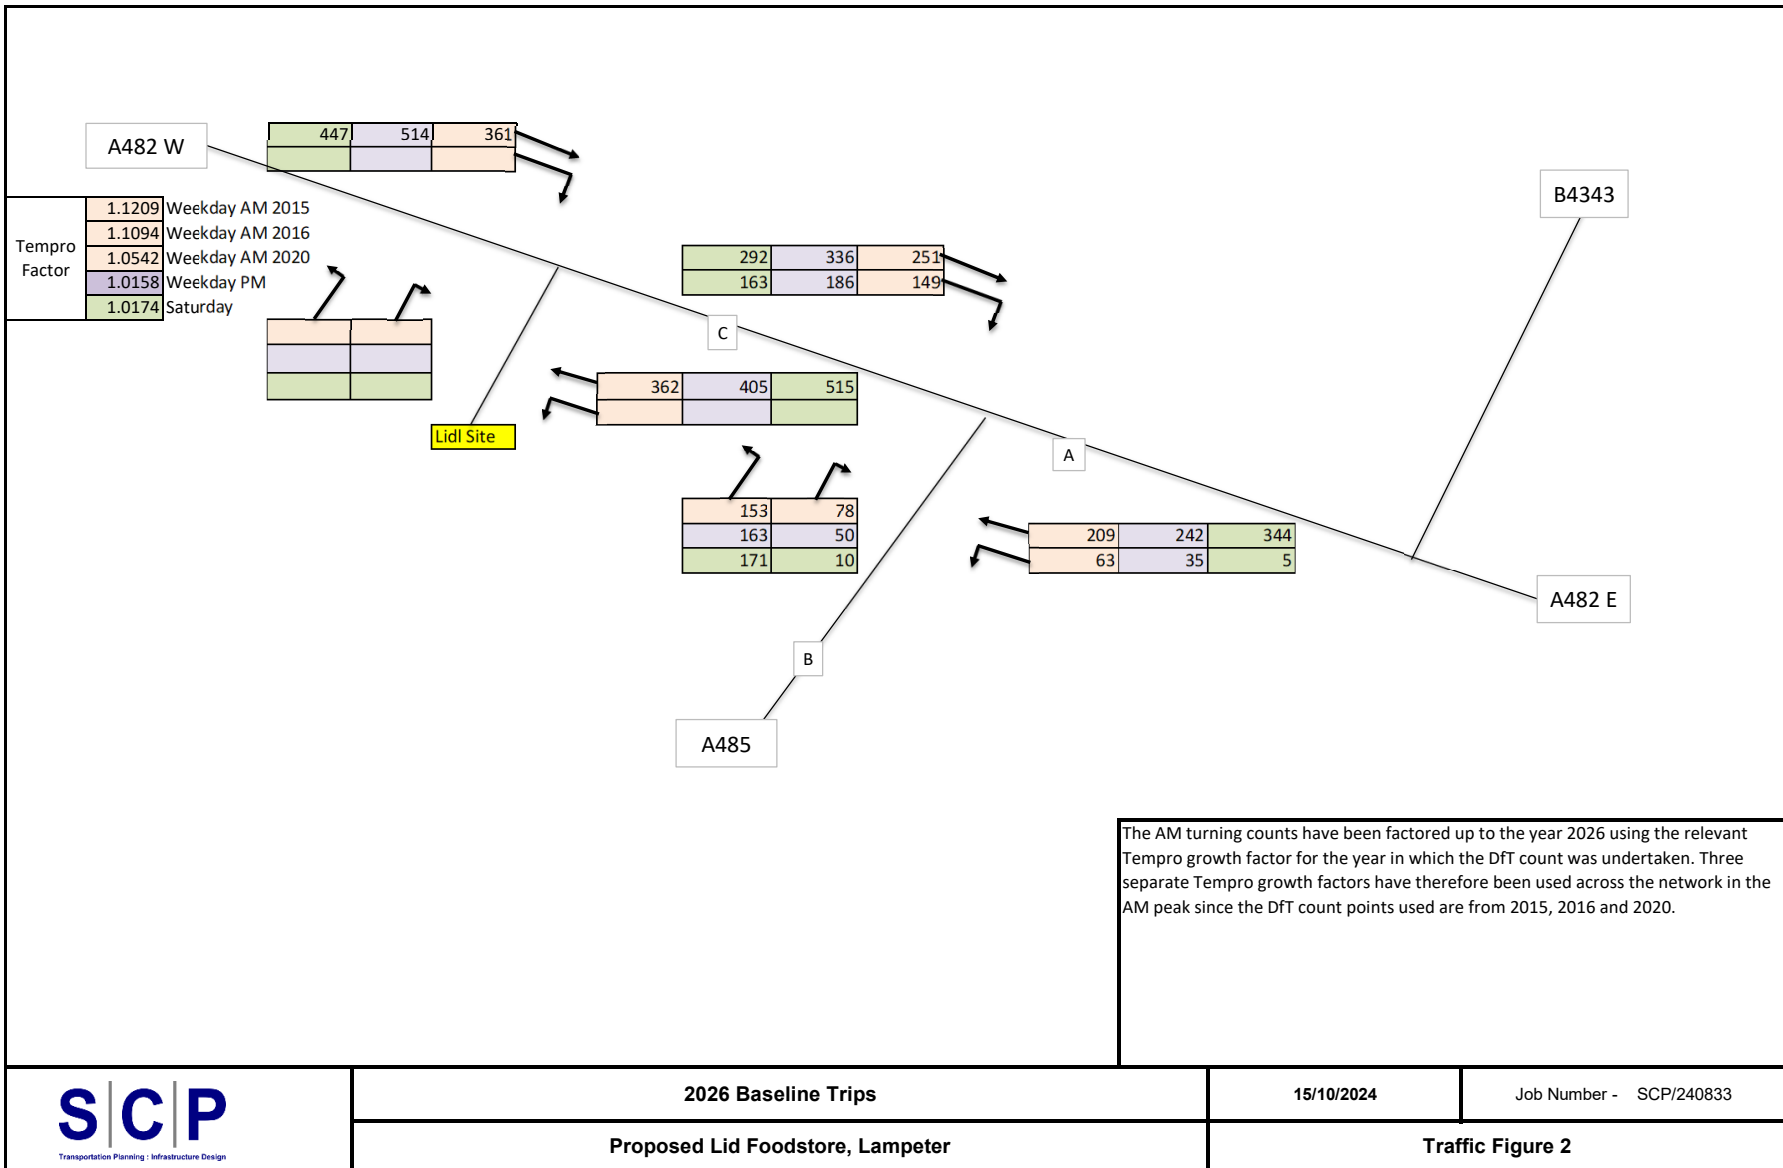 A482 W
447 514 361
B4343
Tempro Factor
1.1209 Weekday AM 2015
1.1094 Weekday AM 2016
1.0542 Weekday AM 2020
1.0158 Weekday PM
1.0174 Saturday
292 336 251
163 186 149
C
362 405 515
Lidl Site
A
153 78
163 50
171 10
209 242 344
63 35 5
A482 E
B
A485
The AM turning counts have been factored up to the year 2026 using the relevant
Tempro growth factor for the year in which the DfT count was undertaken. Three
separate Tempro growth factors have therefore been used across the network in the
AM peak since the DfT count points used are from 2015, 2016 and 2020.
S|C|P
Transportation Planning : Infrastructure Design
2026 Baseline Trips
15/10/2024
Job Number - SCP/240833
Proposed Lid Foodstore, Lampeter
Traffic Figure 2